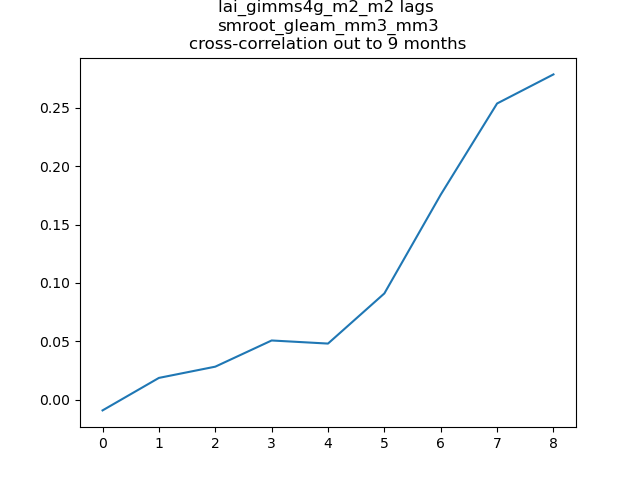 lai_gimms4g_m2_m2 lags
smroot_gleam_mm3_mm3
cross-correlation out to 9 months
0.25
0.20
0.15
0.10
0.05
0.00
0 1 2 3 4 5 6 7 8